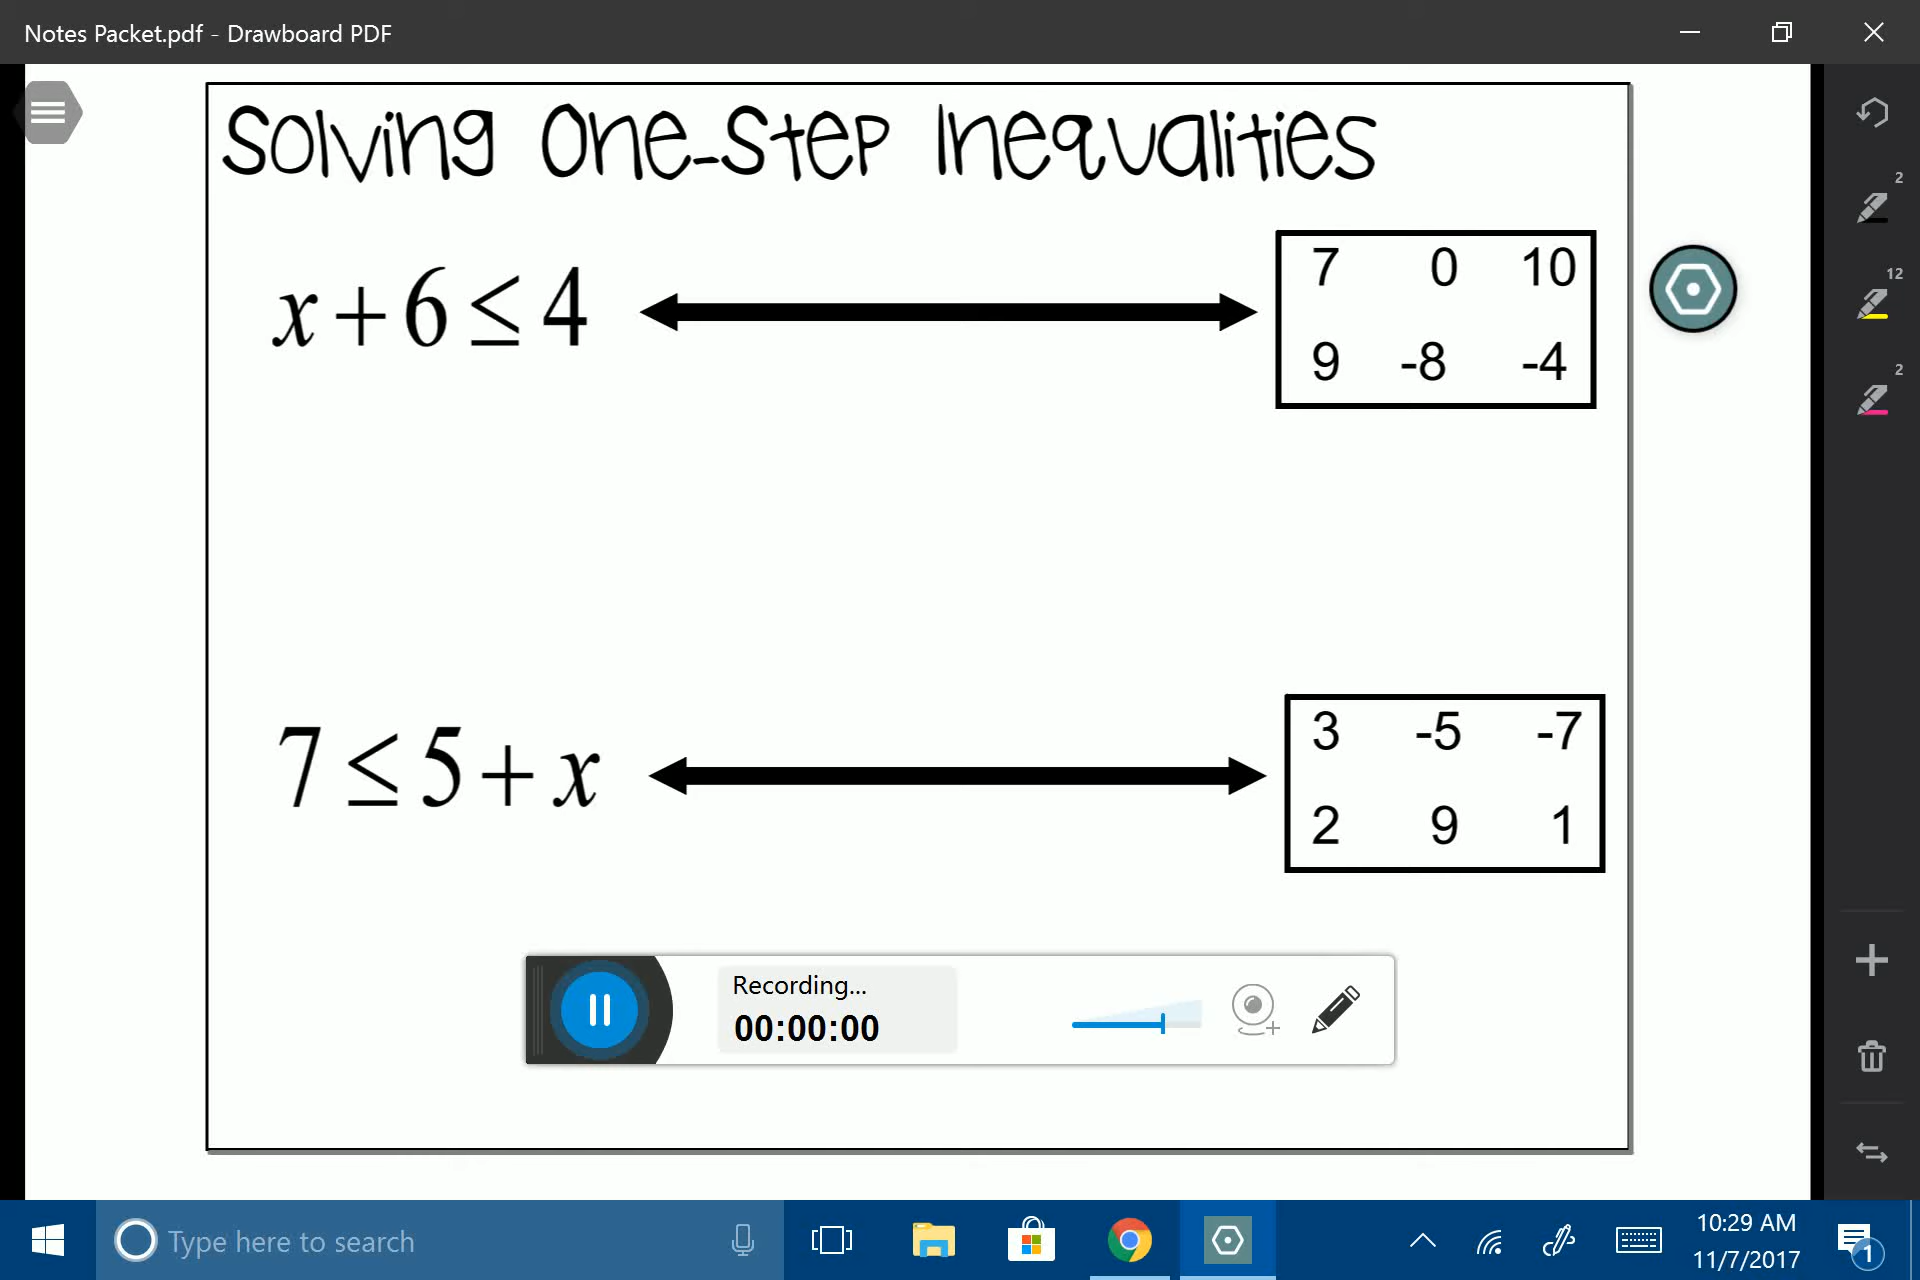 Notes Packet.pdf - Drawboard PDF
Solving One-Step Inequalities
x + 6 ≤ 4
7 0 10
9 -8 -4
2
12
2
7 ≤ 5 + x
3 -5 -7
2 9 1
Recording...
00:00:00
Type here to search
10:29 AM
11/7/2017
1